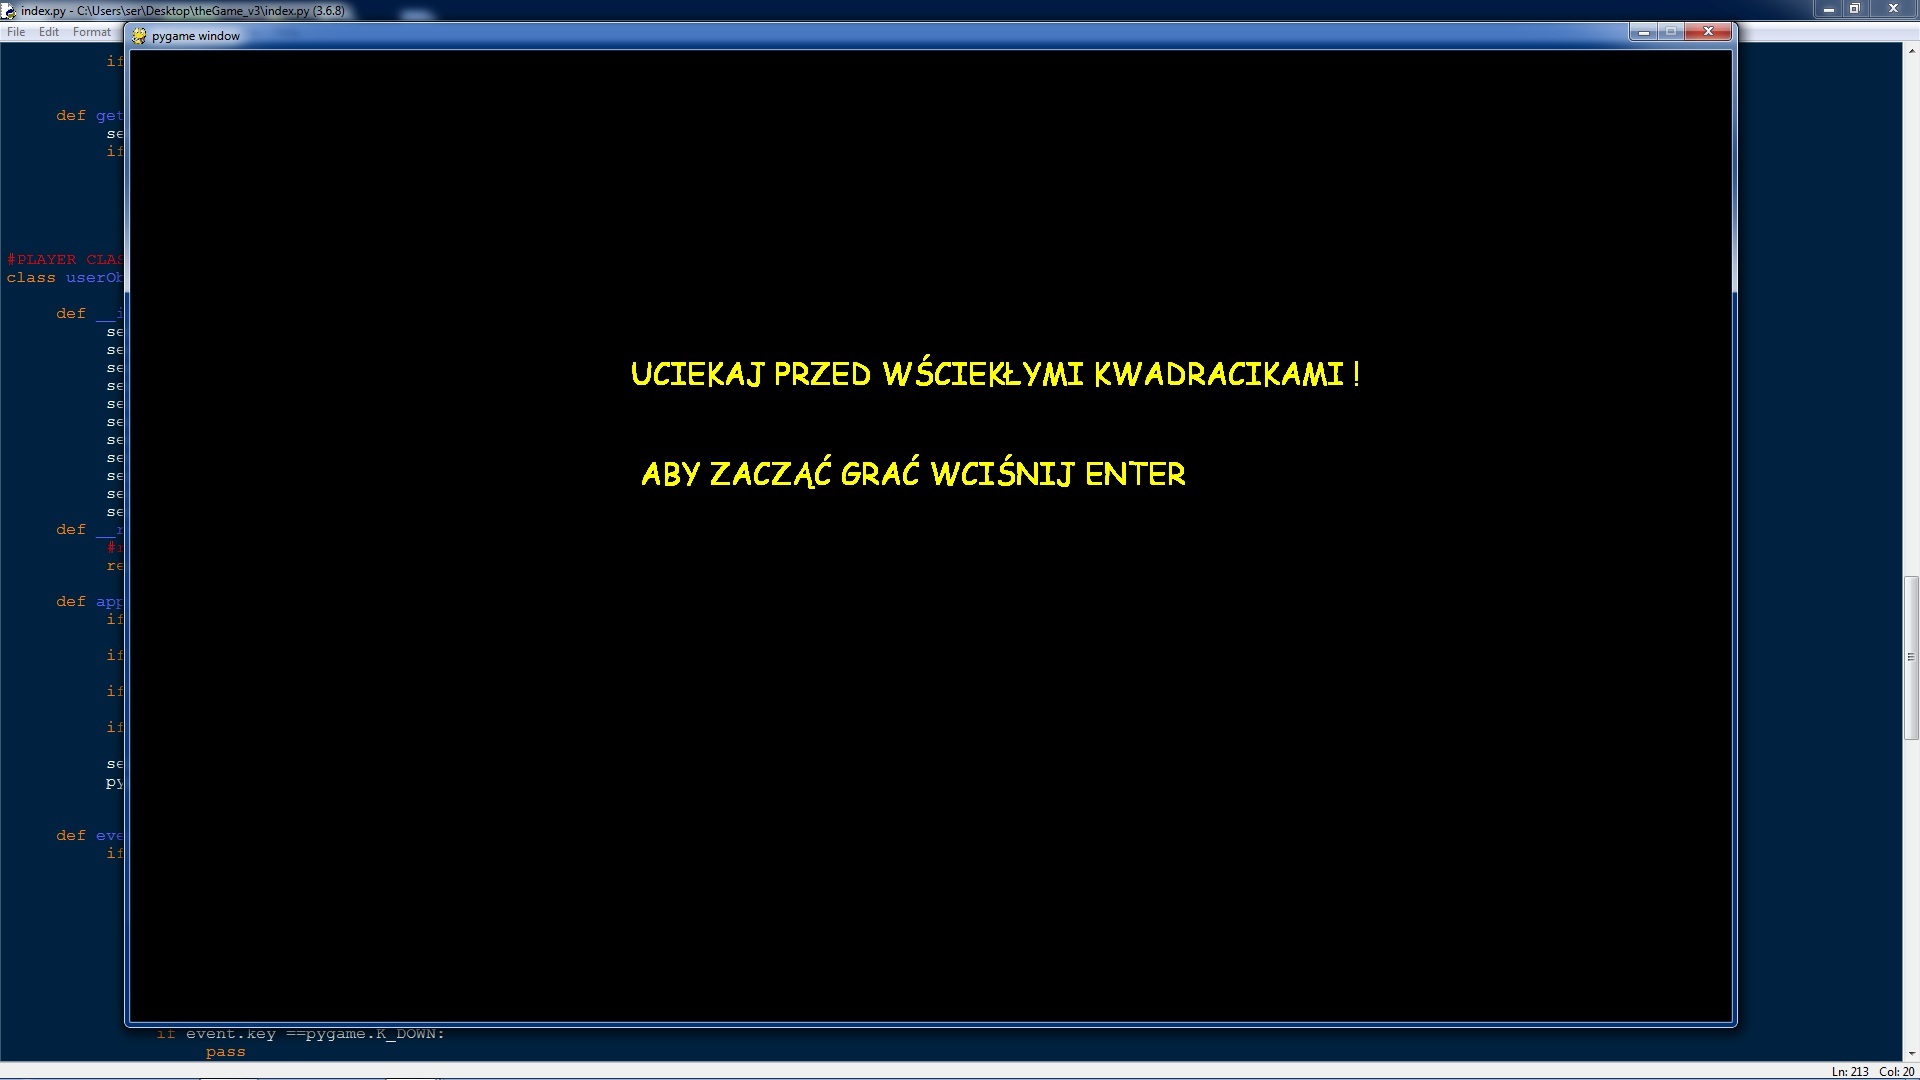 index.py - C:\Users\ser\Desktop\theGame_v3\index.py (3.6.8)
File Edit Format
pygame window
if
def get
se
if
#PLAYER CLAS
class userOb
def
se
se
se
se
se
se
se
se
se
se
se
def
re
def app
if
if
if
if
se
py
def eve
if
if event.key ==pygame.K_DOWN:
pass
UCIEKAJ PRZED WŚCIEKŁYMI KWADRACIKAMI !
ABY ZACZĄĆ GRAĆ WCIŚNIJ ENTER
Ln: 213 Col: 20